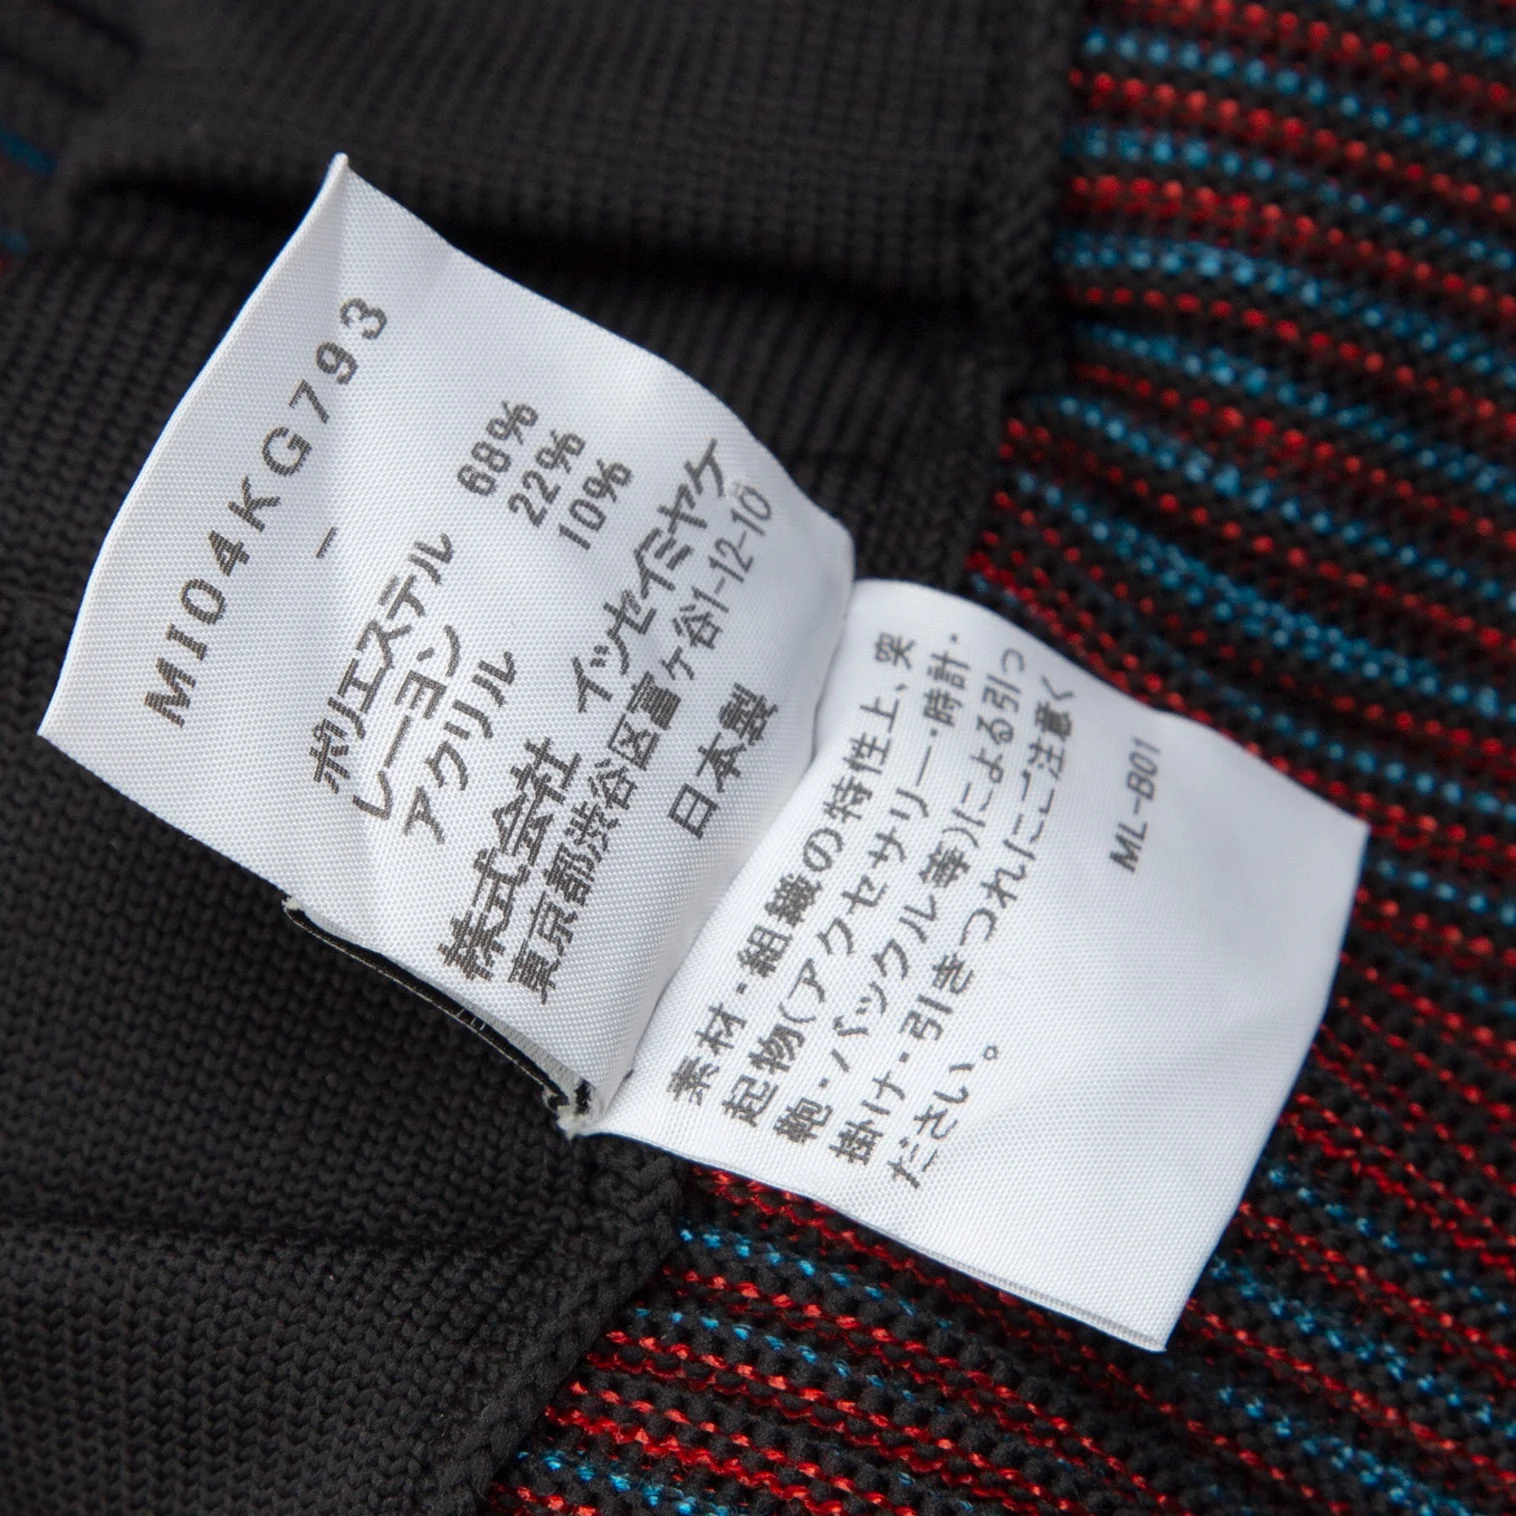 MI04KG793
-
ポリエステル 68%
レーヨン 22%
アクリル 10%
株式会社 イッセイミヤケ
東京都渋谷区富ヶ谷1-12-10
日本製
素材・組織の特性上、突
起物(アクセサリー・時計・
鞄・バックル等)による引っ
掛け・引きつれにご注意く
ださい。
ML-B01